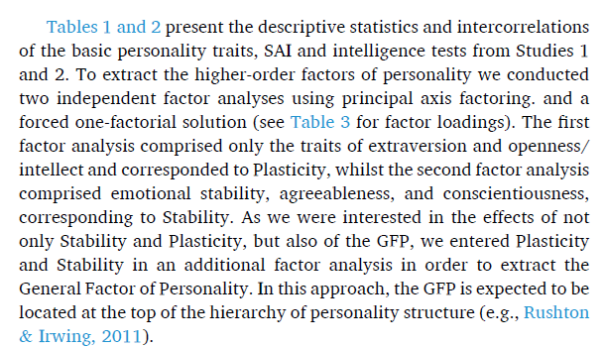 Tables 1 and 2 present the descriptive statistics and intercorrelations
of the basic personality traits, SAI and intelligence tests from Studies 1
and 2. To extract the higher-order factors of personality we conducted
two independent factor analyses using principal axis factoring. and a
forced one-factorial solution (see Table 3 for factor loadings). The first
factor analysis comprised only the traits of extraversion and openness/
intellect and corresponded to Plasticity, whilst the second factor analysis
comprised emotional stability, agreeableness, and conscientiousness,
corresponding to Stability. As we were interested in the effects of not
only Stability and Plasticity, but also of the GFP, we entered Plasticity
and Stability in an additional factor analysis in order to extract the
General Factor of Personality. In this approach, the GFP is expected to be
located at the top of the hierarchy of personality structure (e.g., Rushton
& Irwing, 2011).